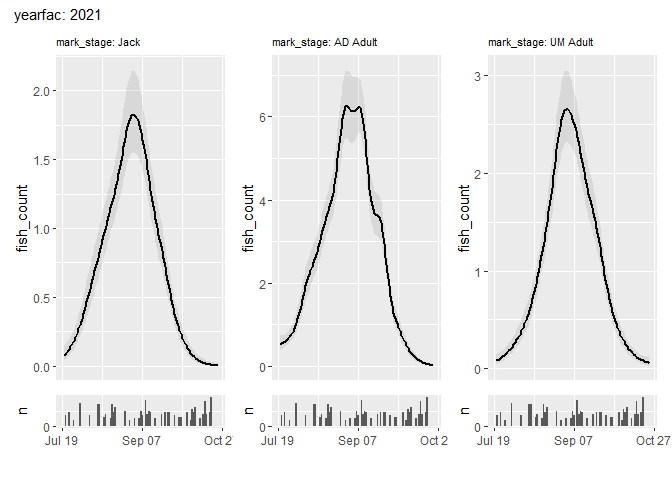 yearfac: 2021
mark_stage: Jack
mark_stage: AD Adult
mark_stage: UM Adult
fish_count
2.0
1.5
1.0
0.5
0.0
fish_count
6
4
2
0
fish_count
3
2
1
0
n
0
n
0
n
0
Jul 19
Sep 07
Oct 2
Jul 19
Sep 07
Oct 2
Jul 19
Sep 07
Oct 27